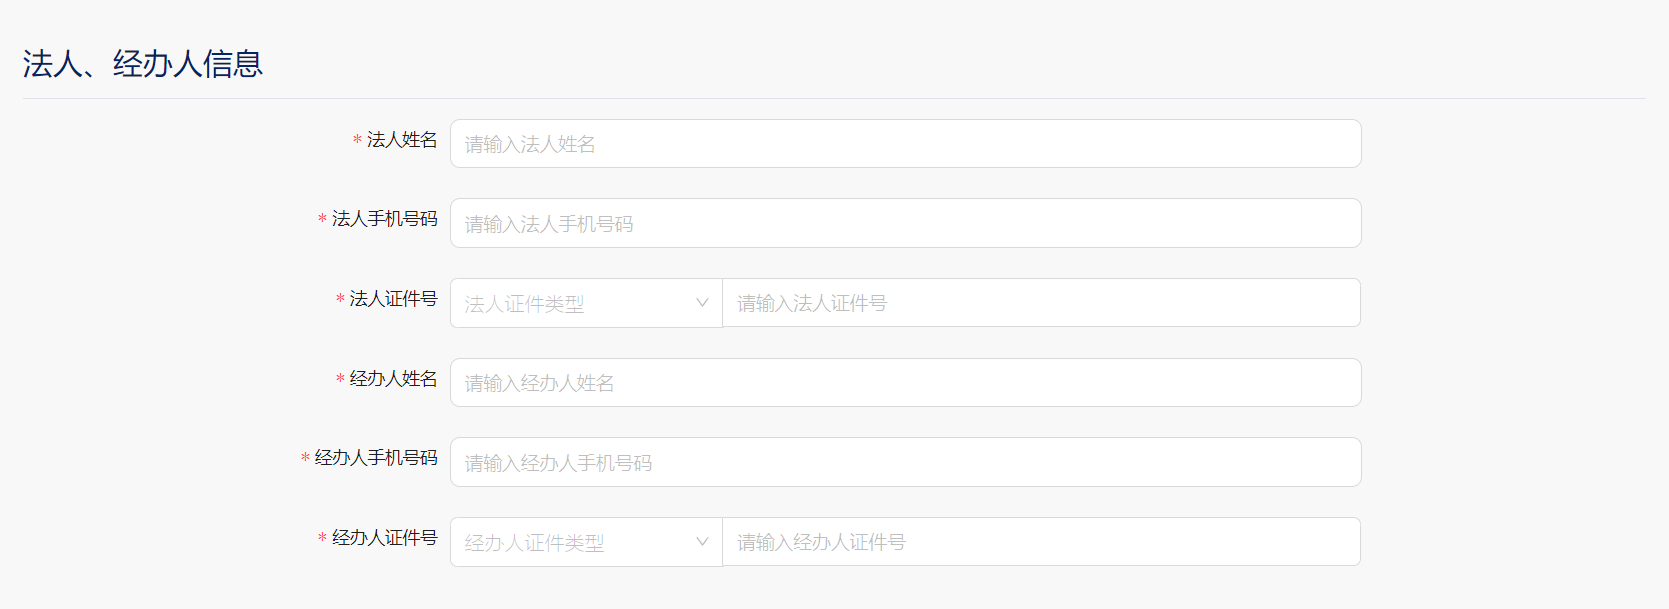 法人、经办人信息
* 法人姓名 请输入法人姓名
* 法人手机号码 请输入法人手机号码
* 法人证件号 法人证件类型 请输入法人证件号
* 经办人姓名 请输入经办人姓名
* 经办人手机号码 请输入经办人手机号码
* 经办人证件号 经办人证件类型 请输入经办人证件号